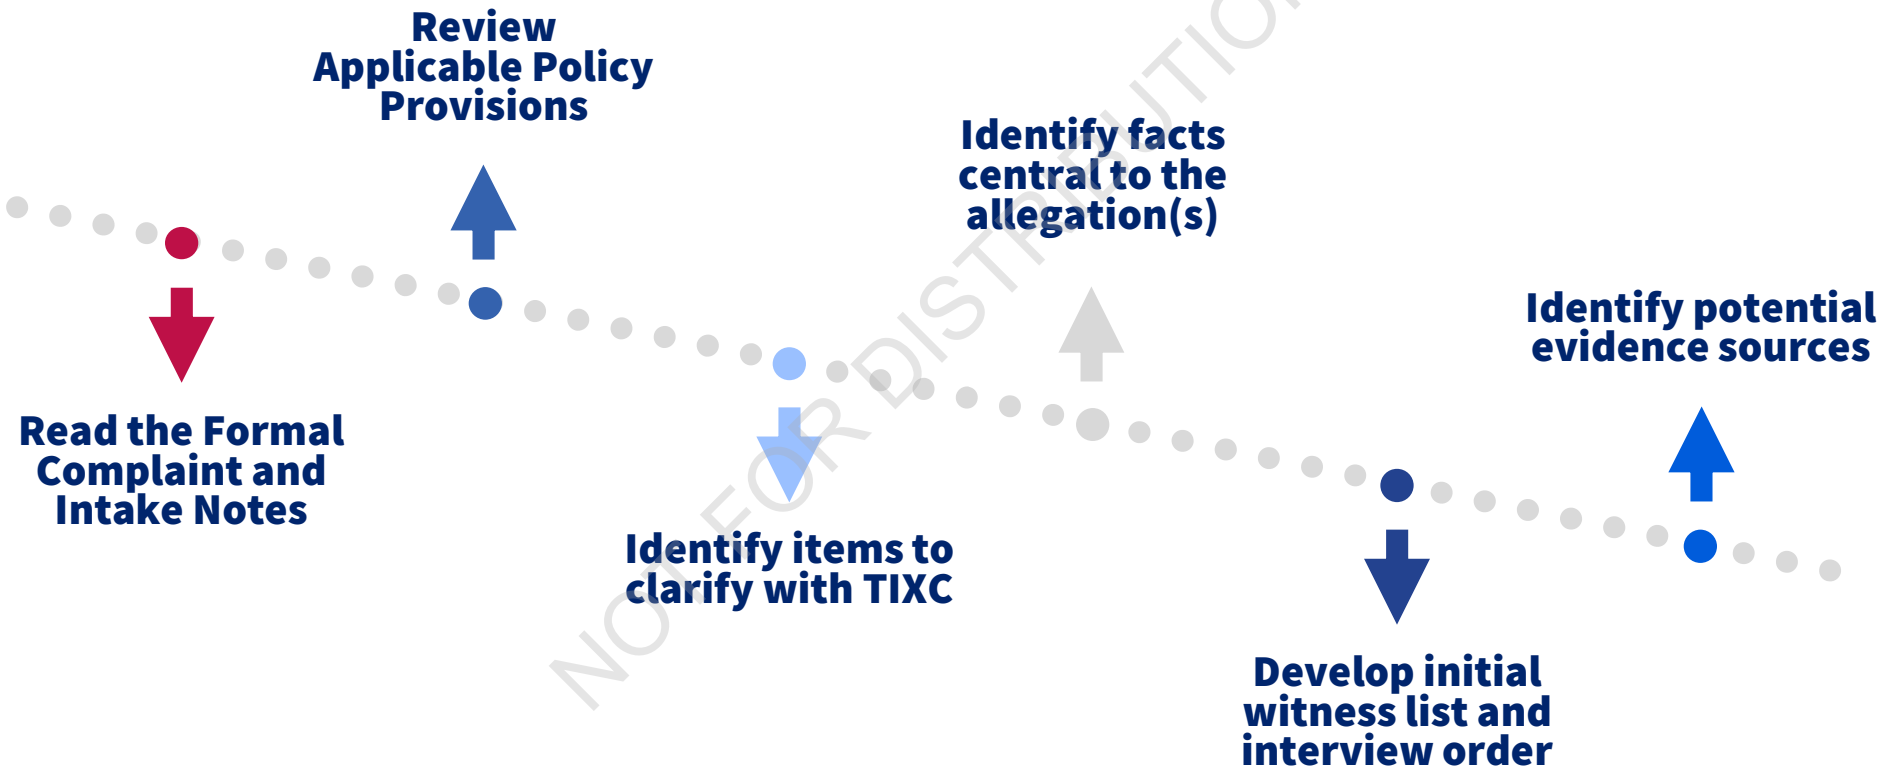 Review
Applicable Policy
Provisions
Identify facts
central to the
allegation(s)
Identify potential
evidence sources
Read the Formal
Complaint and
Intake Notes
Identify items to
clarify with TIXC
Develop initial
witness list and
interview order
NOT FOR DISTRIBUTION